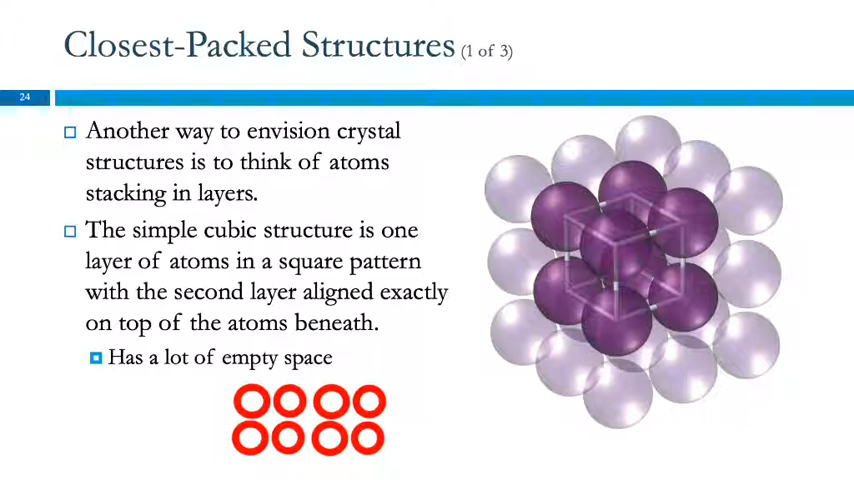 Closest-Packed Structures (1 of 3)
24
Another way to envision crystal
structures is to think of atoms
stacking in layers.
The simple cubic structure is one
layer of atoms in a square pattern
with the second layer aligned exactly
on top of the atoms beneath.
Has a lot of empty space